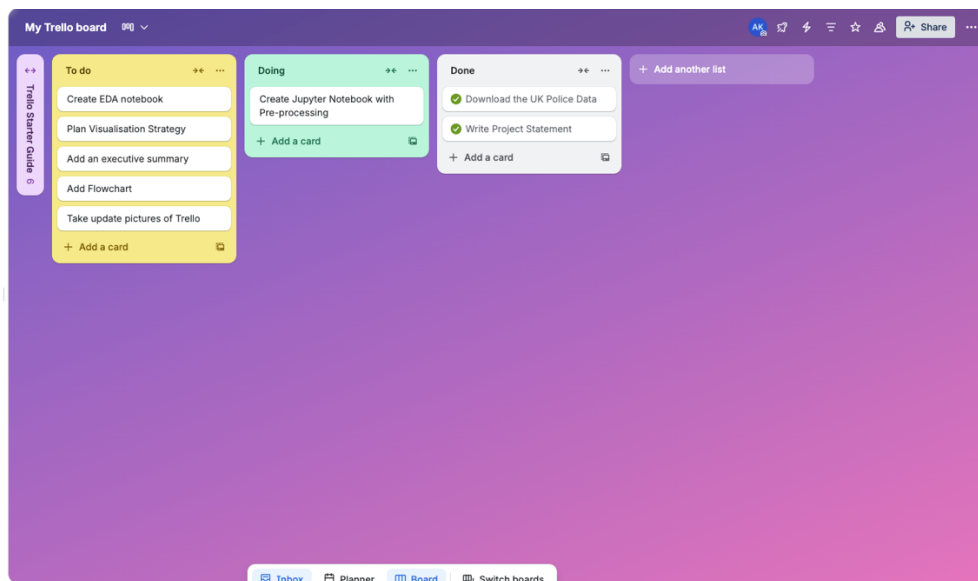 My Trello board
AK
Share
Trello Starter Guide 6
To do
Create EDA notebook
Plan Visualisation Strategy
Add an executive summary
Add Flowchart
Take update pictures of Trello
Add a card
Doing
Create Jupyter Notebook with
Pre-processing
Add a card
Done
Download the UK Police Data
Write Project Statement
Add a card
Add another list
Inbox
Planner
Board
Switch boards